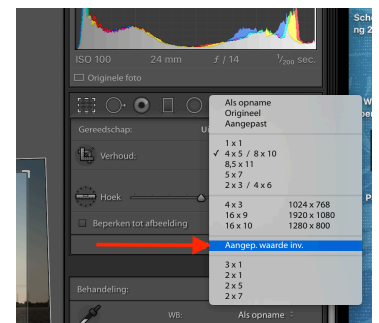 Sch
ng 2
ISO 100 24 mm ƒ / 14 1/200 sec.
Originele foto
Als opname
Origineel
Aangepast
Gereedschap:
1 x 1
Verhoud:
✓ 4 x 5 / 8 x 10
8,5 x 11
5 x 7
2 x 3 / 4 x 6
Hoek
4 x 3 1024 x 768
16 x 9 1920 x 1080
16 x 10 1280 x 800
Beperken tot afbeelding
Aangep. waarde inv.
3 x 1
2 x 1
2 x 5
2 x 7
Behandeling:
WB: Als opname